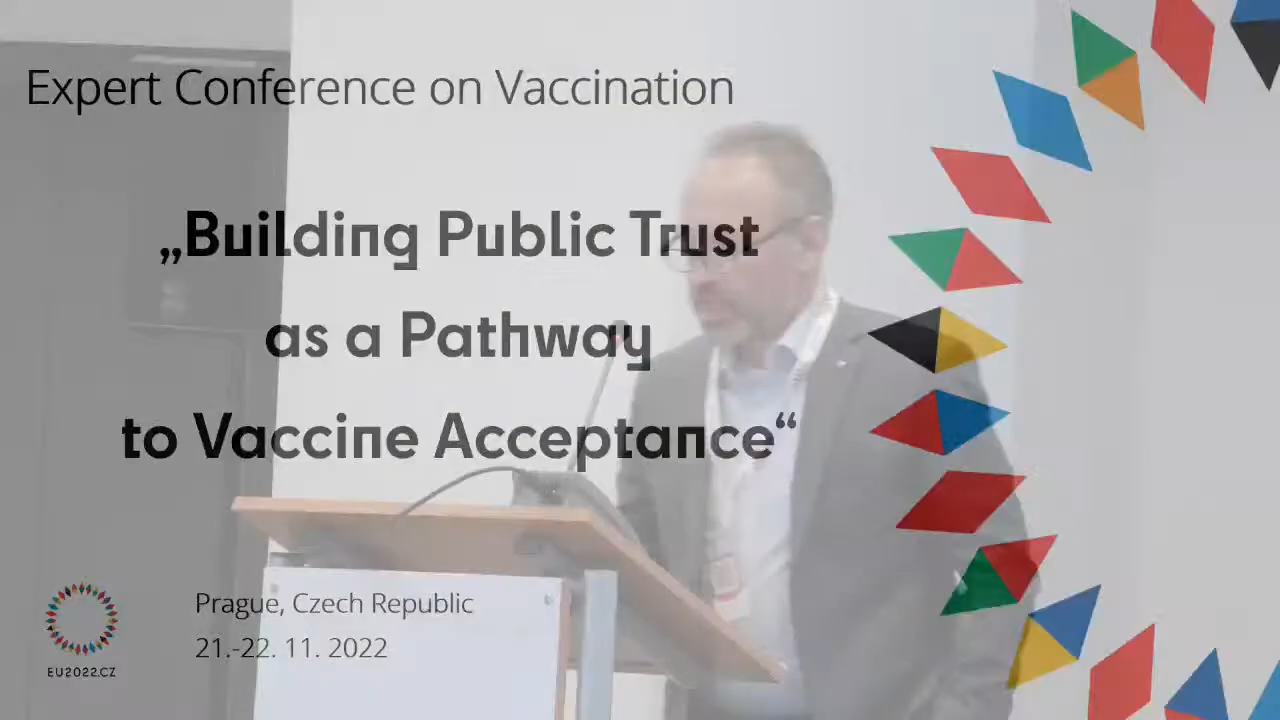 Expert Conference on Vaccination
„Building Public Trust
as a Pathway
to Vaccine Acceptance“
Prague, Czech Republic
21.-22. 11. 2022
EU2022.CZ